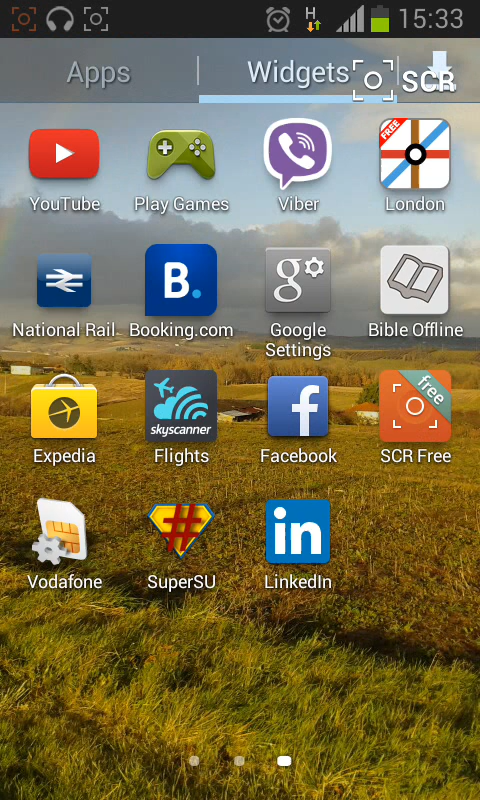 H 15:33
Apps Widgets SCR
FREE
YouTube Play Games Viber London
B.
g
National Rail Booking.com Google Settings Bible Offline
skyscanner
f
free
Expedia Flights Facebook SCR Free
#
in
Vodafone SuperSU LinkedIn